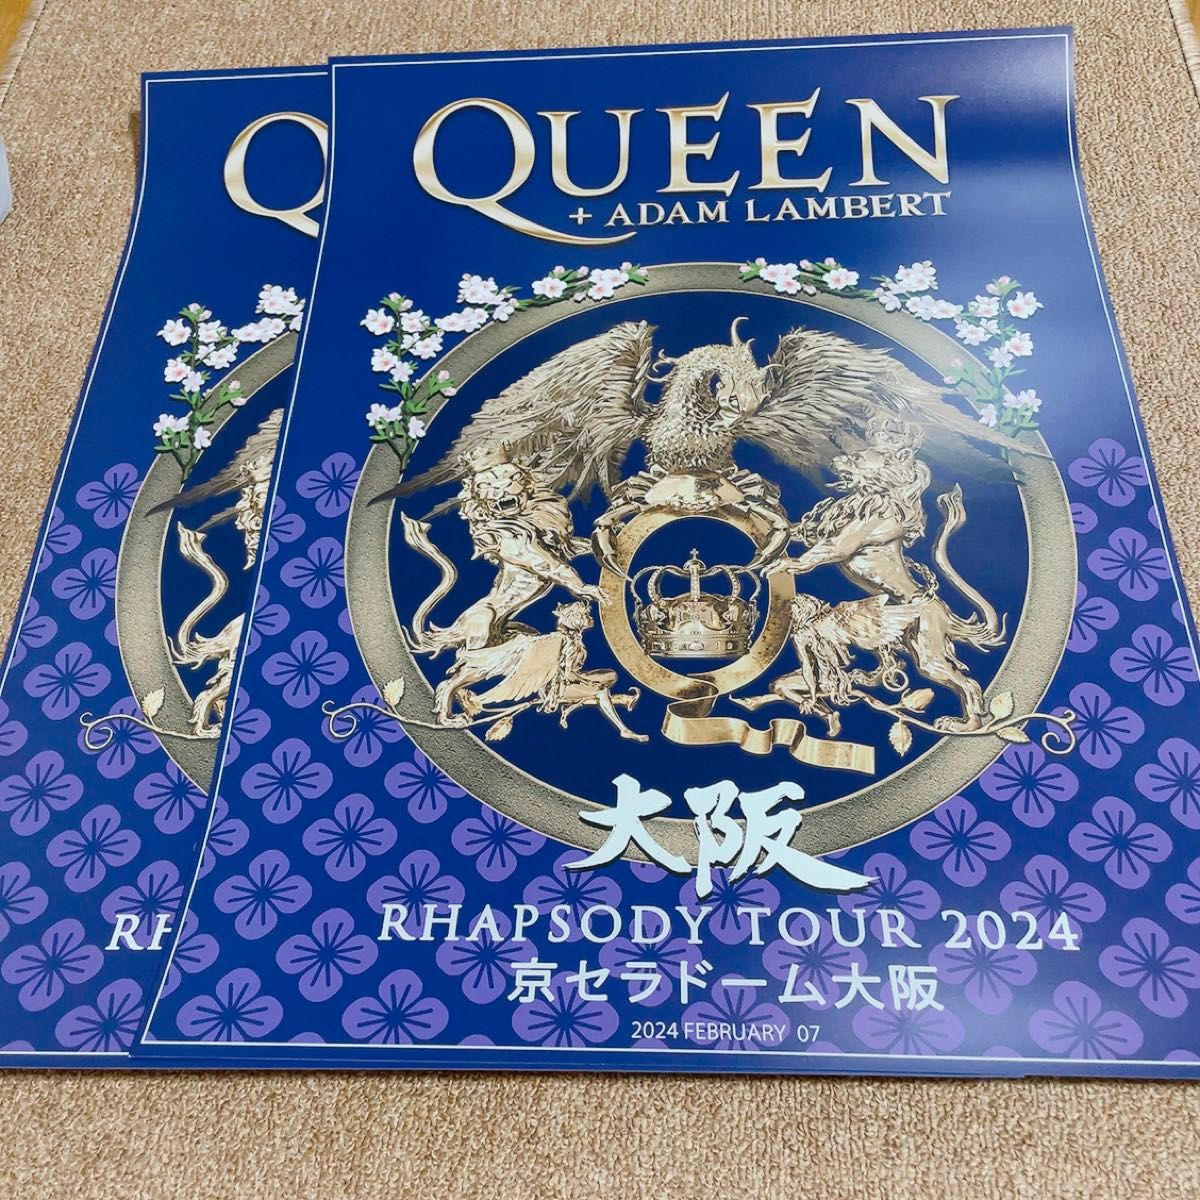 QUEEN
+ ADAM LAMBERT
大阪
RHAPSODY TOUR 2024
京セラドーム大阪
2024 FEBRUARY 07
Q
RH